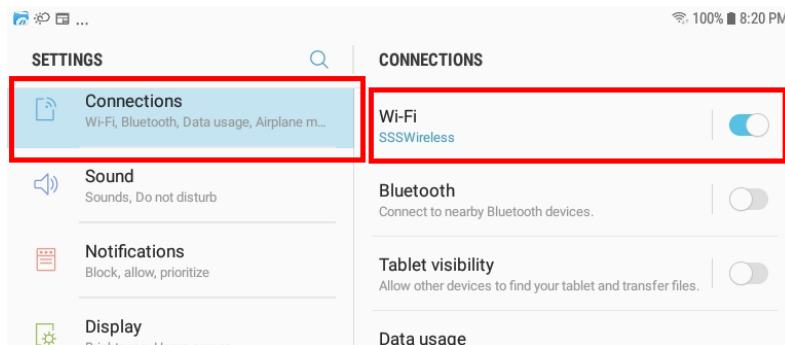 ... 100% 8:20 PM
SETTINGS
Connections
Wi-Fi, Bluetooth, Data usage, Airplane m...
Sound
Sounds, Do not disturb
Notifications
Block, allow, prioritize
Display
CONNECTIONS
Wi-Fi
SSSWireless
Bluetooth
Connect to nearby Bluetooth devices.
Tablet visibility
Allow other devices to find your tablet and transfer files.
Data usage